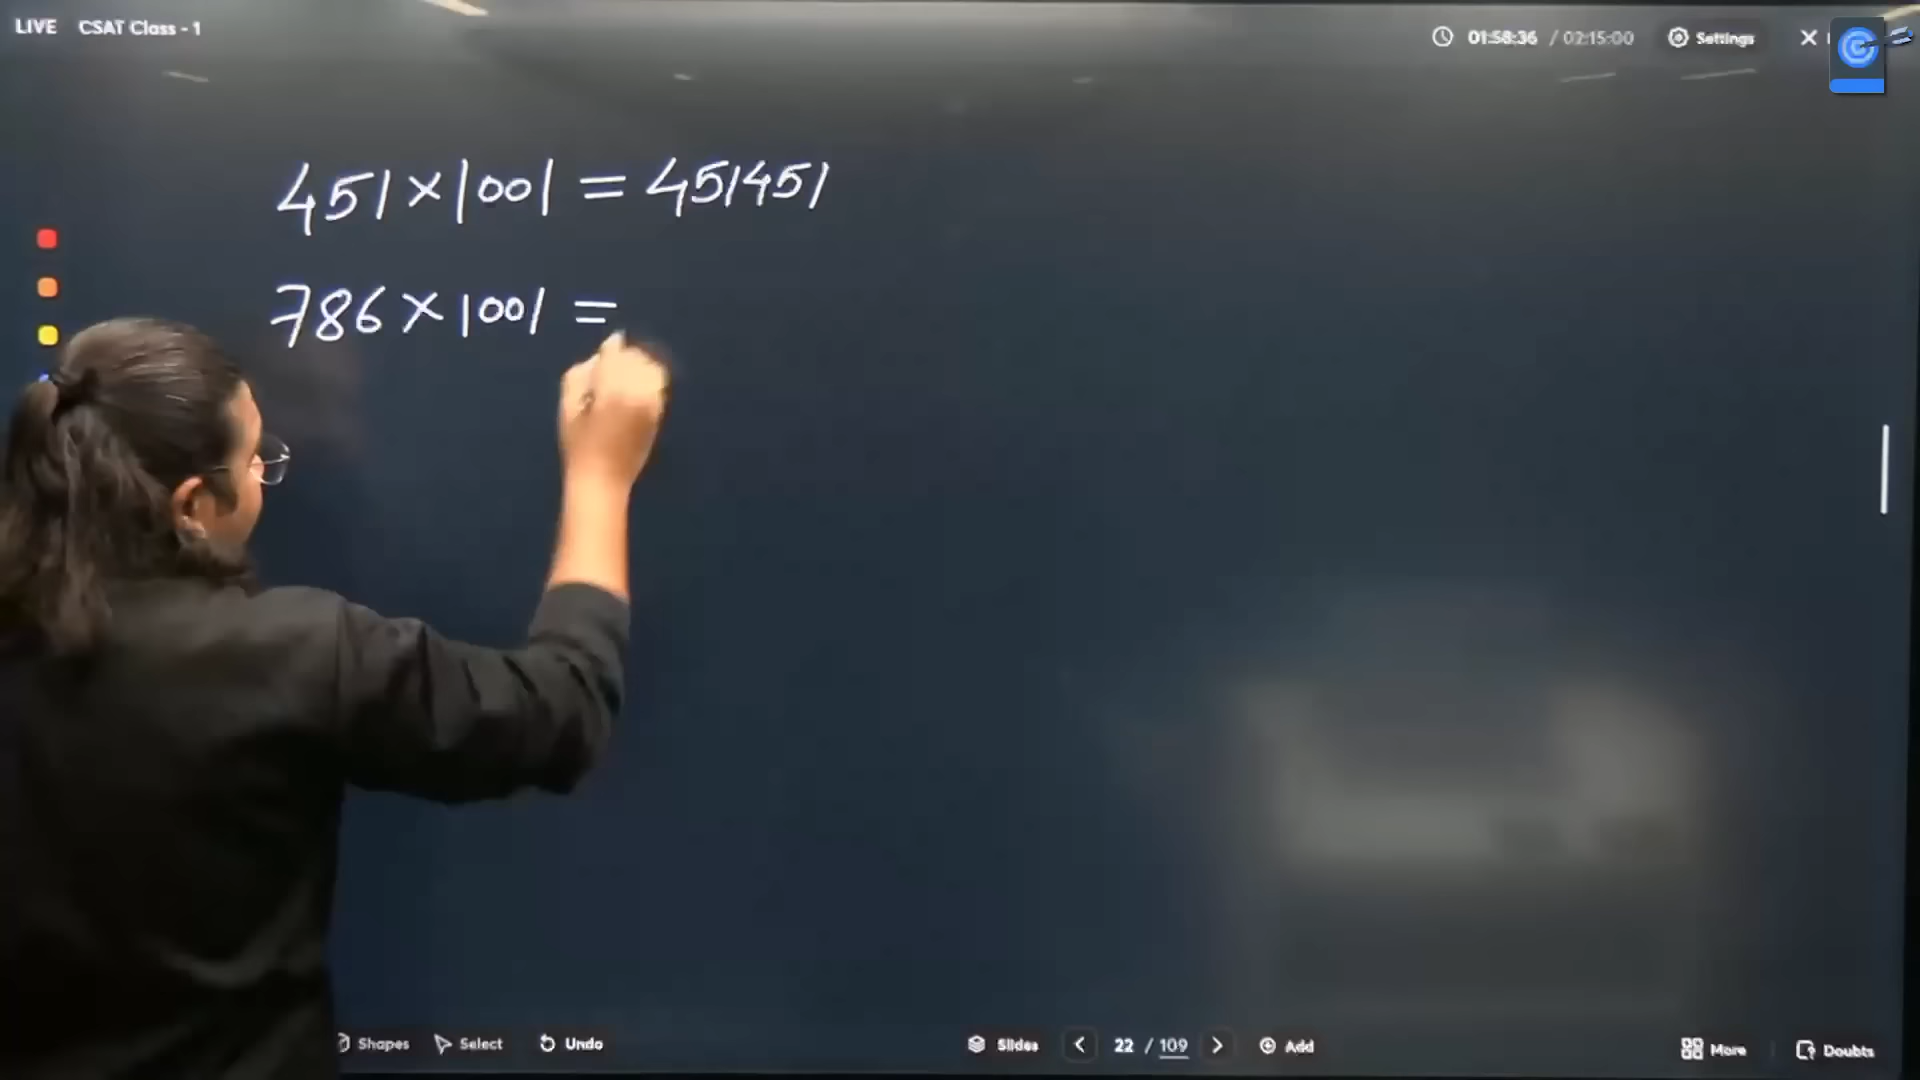 LIVE CSAT Class - 1
01:58:36 / 02:15:00 Settings
451 × 1001 = 451451
786 × 1001 =
Shapes Select Undo Slides 22 / 109 Add More Doubts